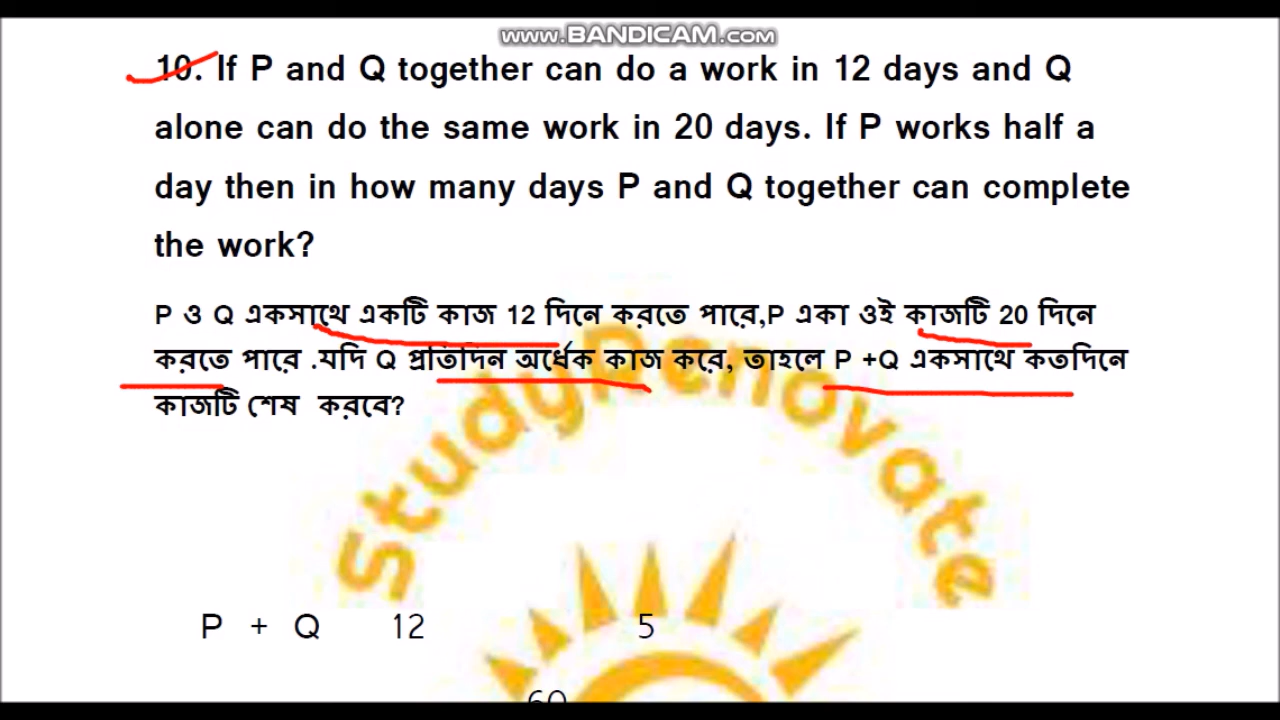 www.BANDICAM.com
10. If P and Q together can do a work in 12 days and Q
alone can do the same work in 20 days. If P works half a
day then in how many days P and Q together can complete
the work?
P ও Q একসাথে একটি কাজ 12 দিনে করতে পারে,P একা ওই কাজটি 20 দিনে
করতে পারে .যদি Q প্রতিদিন অর্ধেক কাজ করে, তাহলে P +Q একসাথে কতদিনে
কাজটি শেষ করবে?
StudyRenovate
P + Q 12 5
60